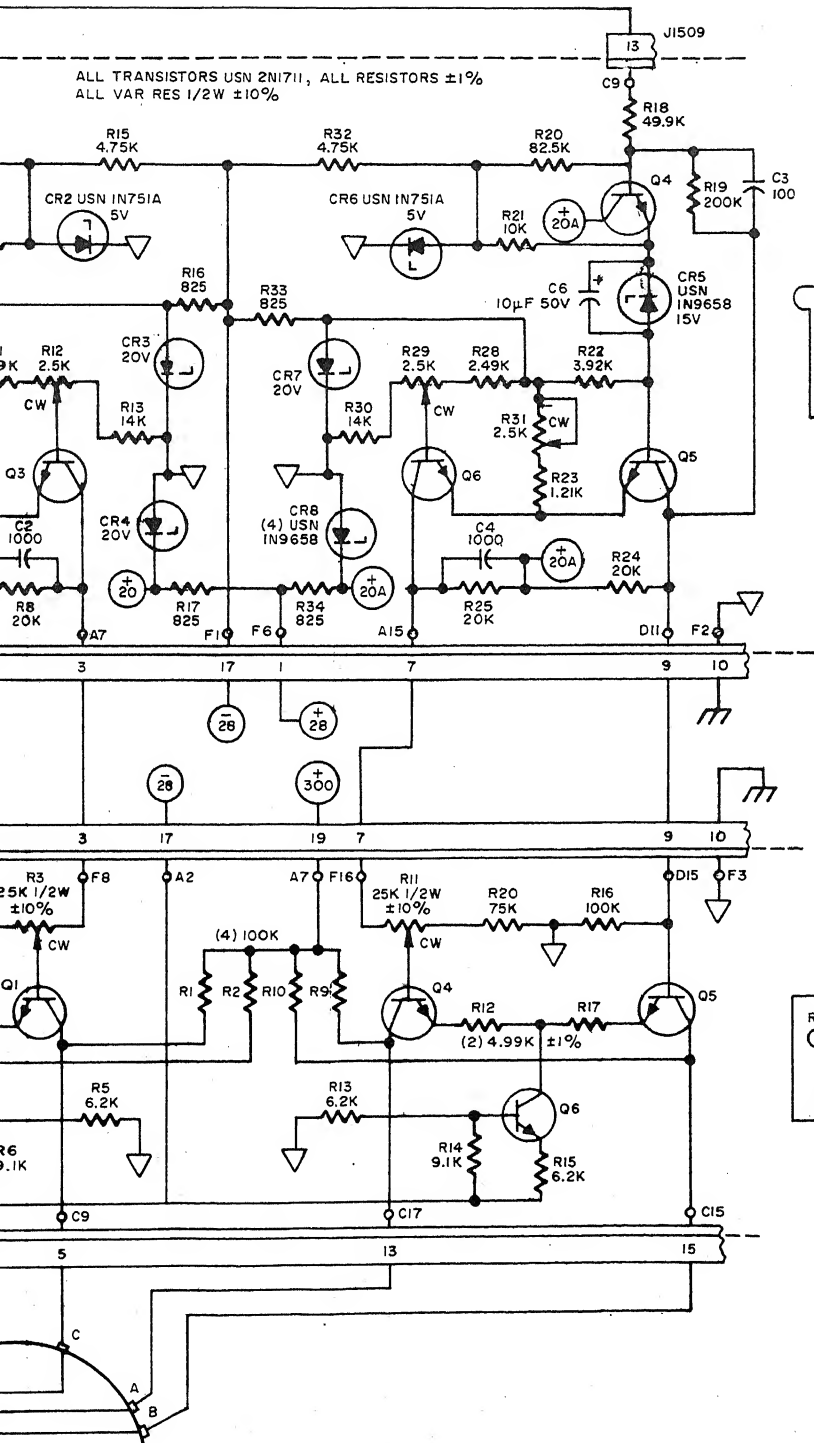 J1509
13
ALL TRANSISTORS USN 2N1711, ALL RESISTORS ±1%
ALL VAR RES 1/2W ±10%
C9
R18
49.9K
R15
4.75K
R32
4.75K
R20
82.5K
CR2 USN 1N751A
5V
CR6 USN 1N751A
5V
Q4
R19
200K
C3
100
+
20A
R21
10K
R16
825
R33
825
C6
10µF 50V
+
CR5
USN
1N9658
15V
R12
2.5K
9K
CR3
20V
CR7
20V
R29
2.5K
R28
2.49K
R22
3.92K
CW
R13
14K
R30
14K
CW
R31
2.5K
CW
Q3
Q6
R23
1.21K
Q5
C2
1000
CR4
20V
CR8
(4) USN
1N9658
C4
1000
+
20A
R24
20K
R8
20K
+
20
R17
825
R34
825
+
20A
R25
20K
A7
F1
F6
A15
D11
F2
3
17
1
7
9
10
−
28
+
28
−
28
+
300
3
17
19
7
9
10
R3
25K 1/2W
±10%
F8
A2
A7
F16
R11
25K 1/2W
±10%
R20
75K
R16
100K
D15
F3
CW
(4) 100K
CW
Q1
R1
R2
R10
R9
Q4
R12
R17
(2) 4.99K ±1%
Q5
R5
6.2K
R13
6.2K
Q6
R6
9.1K
R14
9.1K
R15
6.2K
C9
C17
C15
5
13
15
C
A
B
R